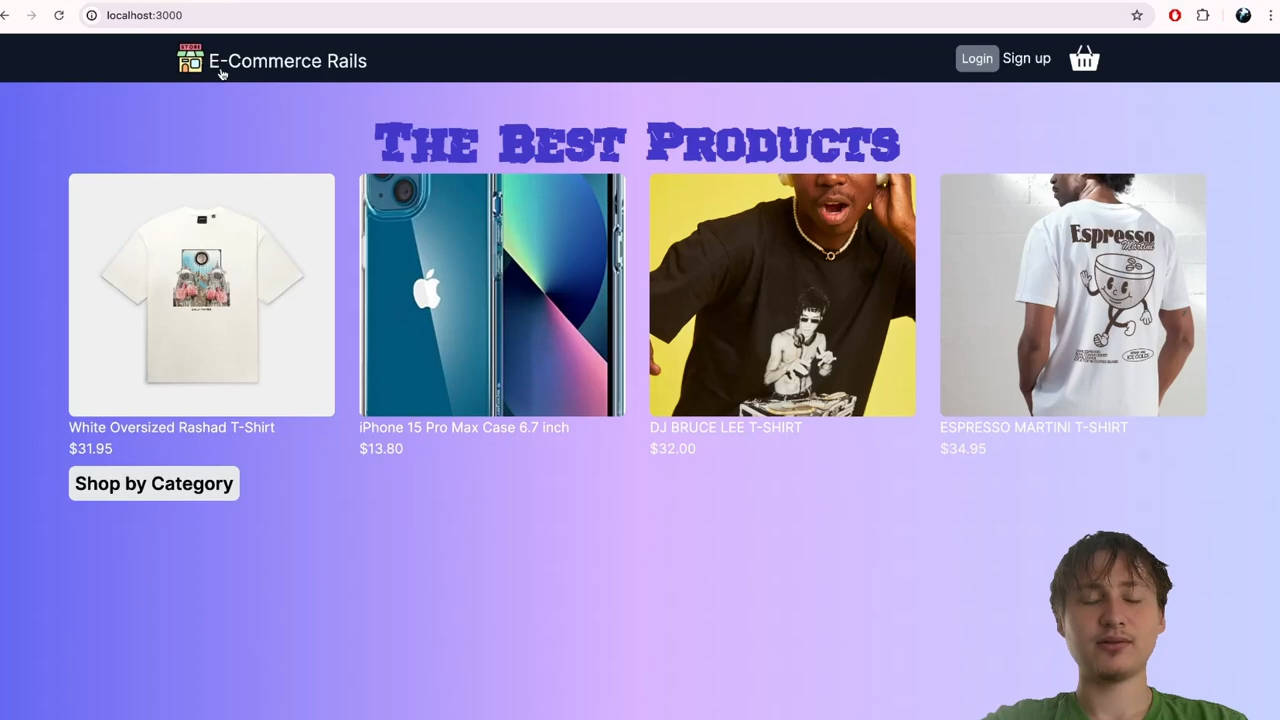 localhost:3000
STORE
E-Commerce Rails
Login
Sign up
The Best Products
Espresso
Martini
White Oversized Rashad T-Shirt
iPhone 15 Pro Max Case 6.7 inch
DJ BRUCE LEE T-SHIRT
ESPRESSO MARTINI T-SHIRT
$31.95
$13.80
$32.00
$34.95
Shop by Category